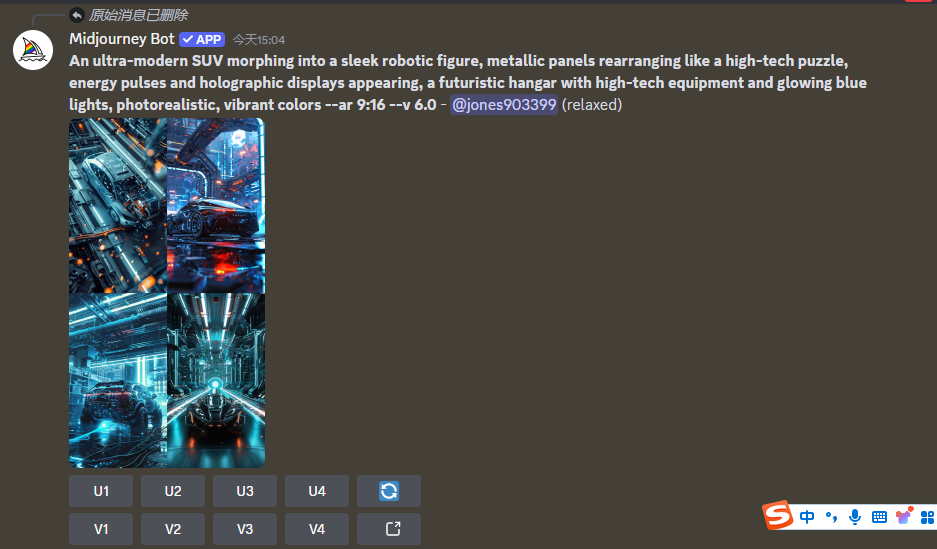 原始消息已删除
Midjourney Bot ✓ APP 今天15:04
An ultra-modern SUV morphing into a sleek robotic figure, metallic panels rearranging like a high-tech puzzle,
energy pulses and holographic displays appearing, a futuristic hangar with high-tech equipment and glowing blue
lights, photorealistic, vibrant colors --ar 9:16 --v 6.0 - @jones903399 (relaxed)
U1 U2 U3 U4
V1 V2 V3 V4
S 中 °,